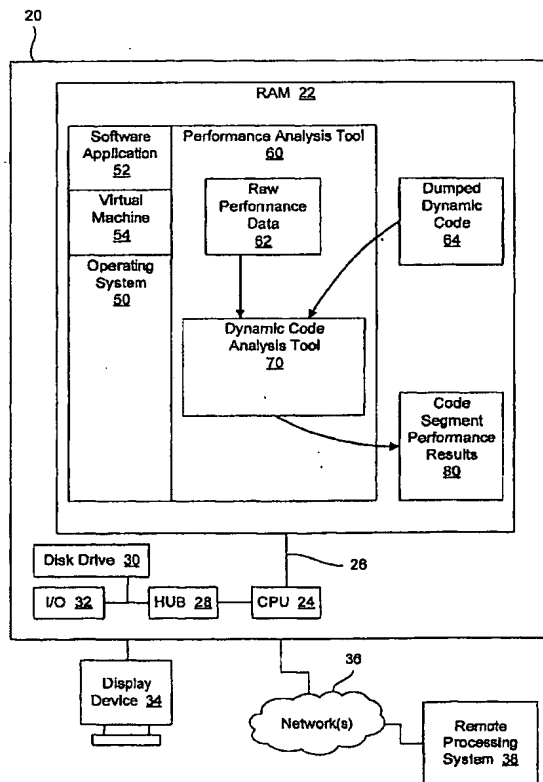 20
RAM 22
Software
Application
52
Virtual
Machine
54
Operating
System
50
Performance Analysis Tool
60
Raw
Performance
Data
62
Dumped
Dynamic
Code
64
Dynamic Code
Analysis Tool
70
Code
Segment
Performance
Results
80
26
Disk Drive 30
I/O 32
HUB 28
CPU 24
Display
Device
34
36
Network(s)
Remote
Processing
System 38